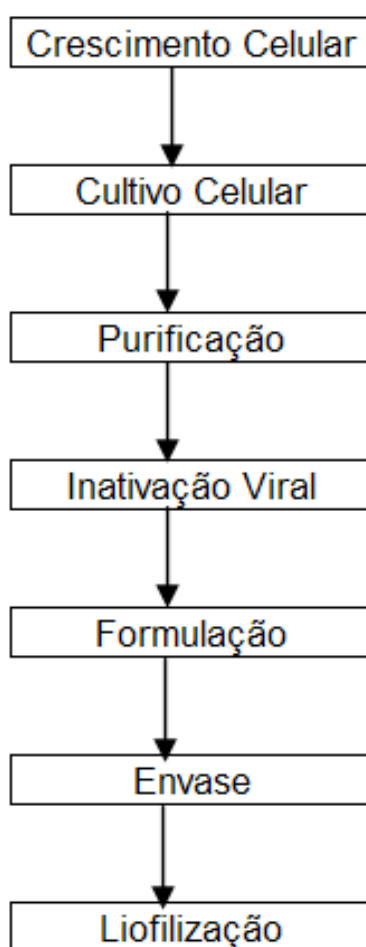 Crescimento Celular
Cultivo Celular
Purificação
Inativação Viral
Formulação
Envase
Liofilização